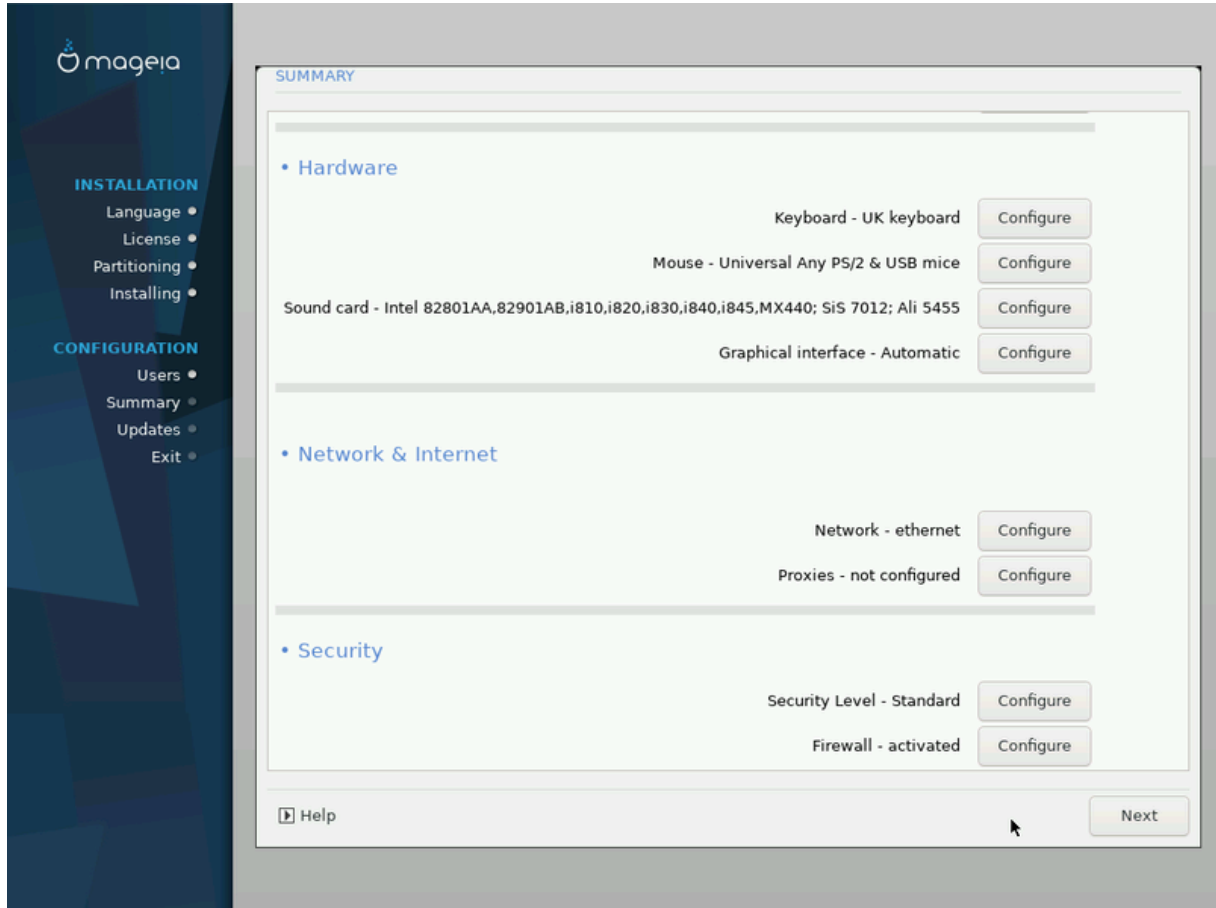 mageia
INSTALLATION
Language
License
Partitioning
Installing
CONFIGURATION
Users
Summary
Updates
Exit
SUMMARY
• Hardware
Keyboard - UK keyboard Configure
Mouse - Universal Any PS/2 & USB mice Configure
Sound card - Intel 82801AA,82901AB,i810,i820,i830,i840,i845,MX440; SiS 7012; Ali 5455 Configure
Graphical interface - Automatic Configure
• Network & Internet
Network - ethernet Configure
Proxies - not configured Configure
• Security
Security Level - Standard Configure
Firewall - activated Configure
Help
Next